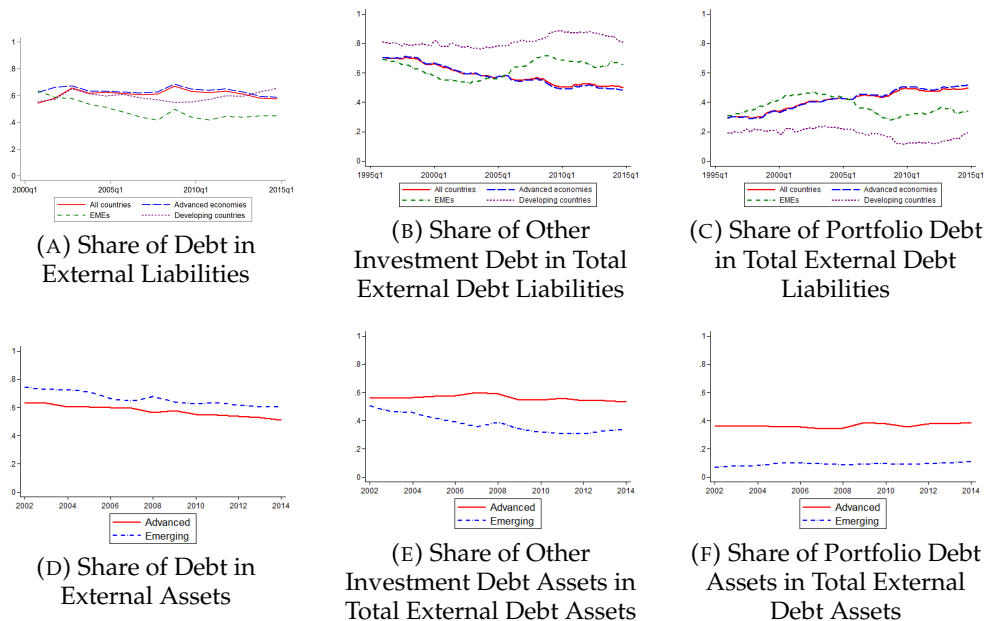 1
.8
.6
.4
.2
0
2000q1 2005q1 2010q1 2015q1
All countries Advanced economies
EMEs Developing countries
(A) Share of Debt in
External Liabilities
1
.8
.6
.4
.2
0
1995q1 2000q1 2005q1 2010q1 2015q1
All countries Advanced economies
EMEs Developing countries
(B) Share of Other
Investment Debt in Total
External Debt Liabilities
1
.8
.6
.4
.2
0
1995q1 2000q1 2005q1 2010q1 2015q1
All countries Advanced economies
EMEs Developing countries
(C) Share of Portfolio Debt
in Total External Debt
Liabilities
1
.8
.6
.4
.2
0
2002 2004 2006 2008 2010 2012 2014
Advanced
Emerging
(D) Share of Debt in
External Assets
1
.8
.6
.4
.2
0
2002 2004 2006 2008 2010 2012 2014
Advanced
Emerging
(E) Share of Other
Investment Debt Assets in
Total External Debt Assets
1
.8
.6
.4
.2
0
2002 2004 2006 2008 2010 2012 2014
Advanced
Emerging
(F) Share of Portfolio Debt
Assets in Total External
Debt Assets